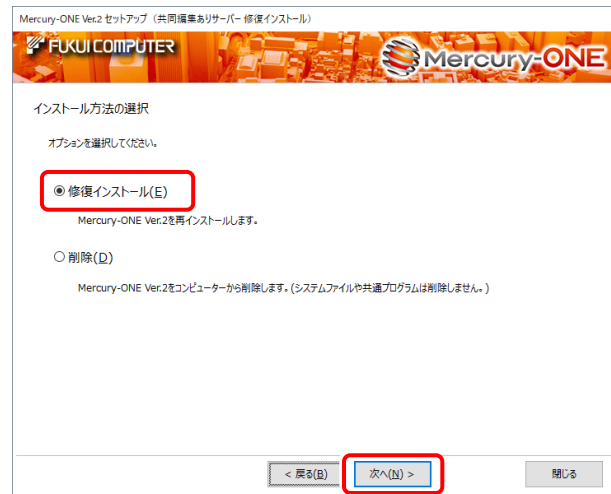 Mercury-ONE Ver.2 セットアップ（共同編集ありサーバー 修復インストール）
FUKUI COMPUTER
Mercury-ONE
インストール方法の選択
オプションを選択してください。
修復インストール(E)
Mercury-ONE Ver.2を再インストールします。
削除(D)
Mercury-ONE Ver.2をコンピューターから削除します。(システムファイルや共通プログラムは削除しません。)
< 戻る(B) 次へ(N) > 閉じる